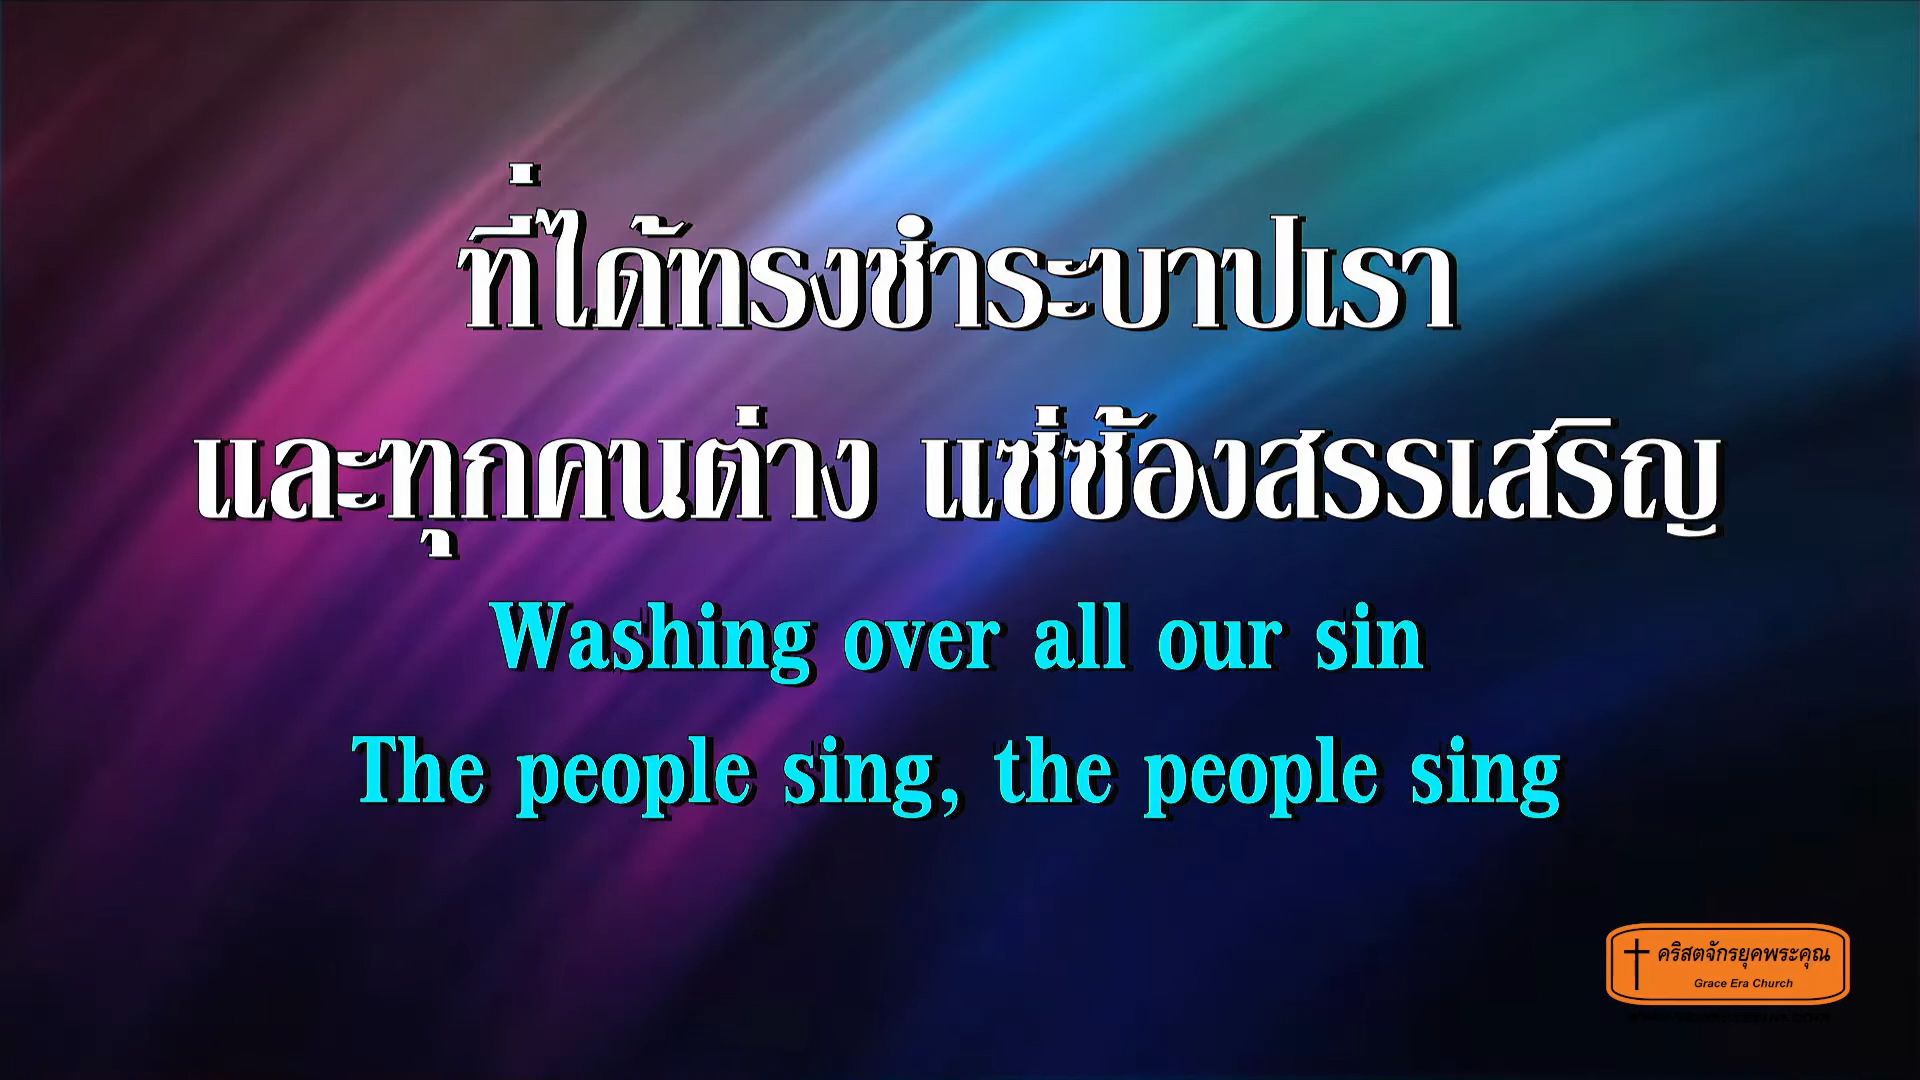 ที่ได้ทรงชำระบาปเรา
และทุกคนต่าง แซ่ซ้องสรรเสริญ
Washing over all our sin
The people sing, the people sing
คริสตจักรยุคพระคุณ
Grace Era Church